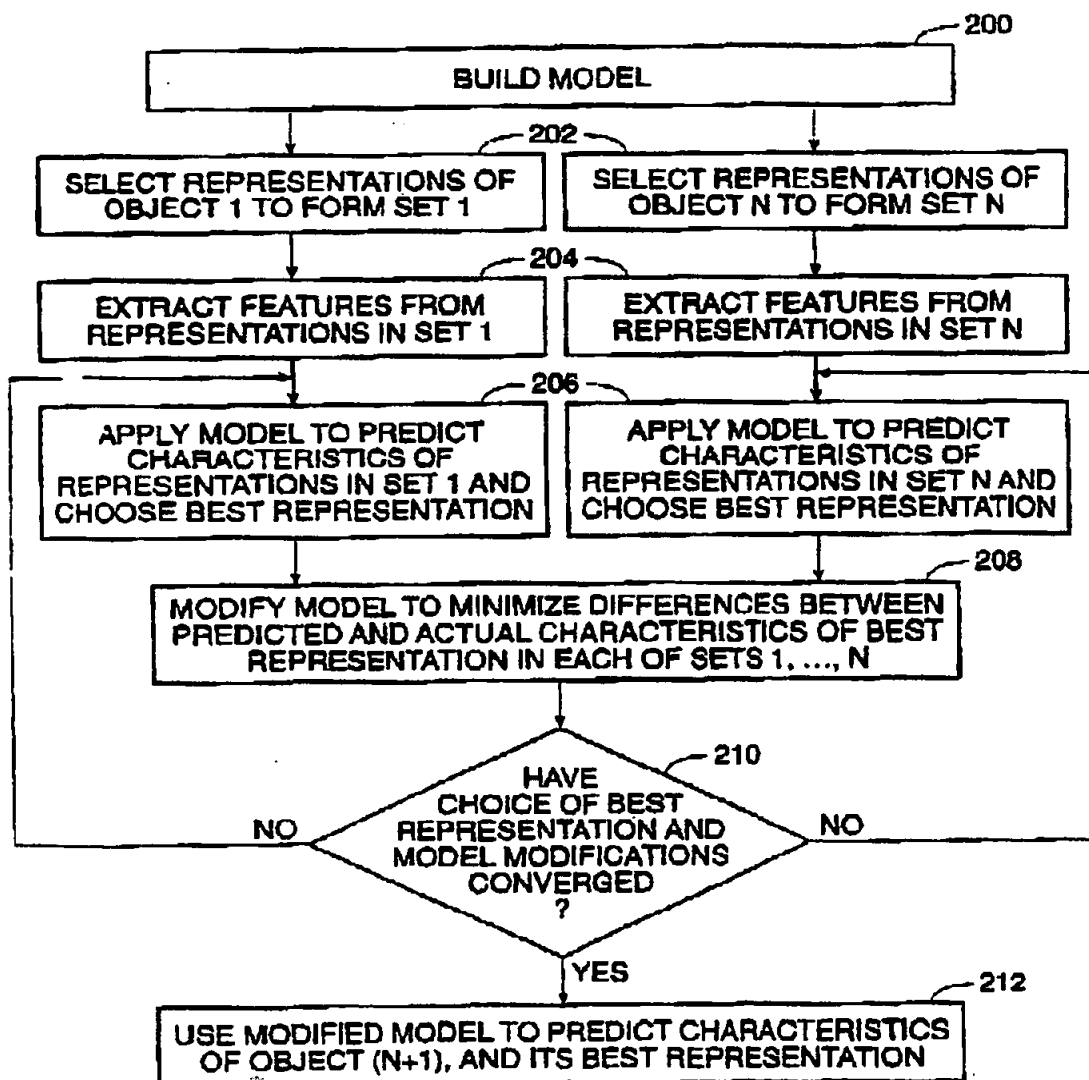 200
BUILD MODEL
202
SELECT REPRESENTATIONS OF
OBJECT 1 TO FORM SET 1
SELECT REPRESENTATIONS OF
OBJECT N TO FORM SET N
204
EXTRACT FEATURES FROM
REPRESENTATIONS IN SET 1
EXTRACT FEATURES FROM
REPRESENTATIONS IN SET N
206
APPLY MODEL TO PREDICT
CHARACTERISTICS OF
REPRESENTATIONS IN SET 1 AND
CHOOSE BEST REPRESENTATION
APPLY MODEL TO PREDICT
CHARACTERISTICS OF
REPRESENTATIONS IN SET N AND
CHOOSE BEST REPRESENTATION
208
MODIFY MODEL TO MINIMIZE DIFFERENCES BETWEEN
PREDICTED AND ACTUAL CHARACTERISTICS OF BEST
REPRESENTATION IN EACH OF SETS 1, ..., N
210
HAVE
CHOICE OF BEST
REPRESENTATION AND
MODEL MODIFICATIONS
CONVERGED
?
NO
NO
YES
212
USE MODIFIED MODEL TO PREDICT CHARACTERISTICS
OF OBJECT (N+1), AND ITS BEST REPRESENTATION